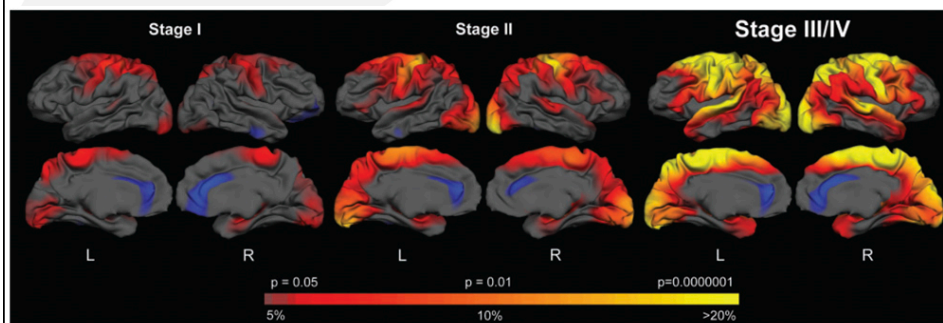 Stage I Stage II Stage III/IV
L R L R L R
p = 0.05 p = 0.01 p=0.0000001
5% 10% >20%